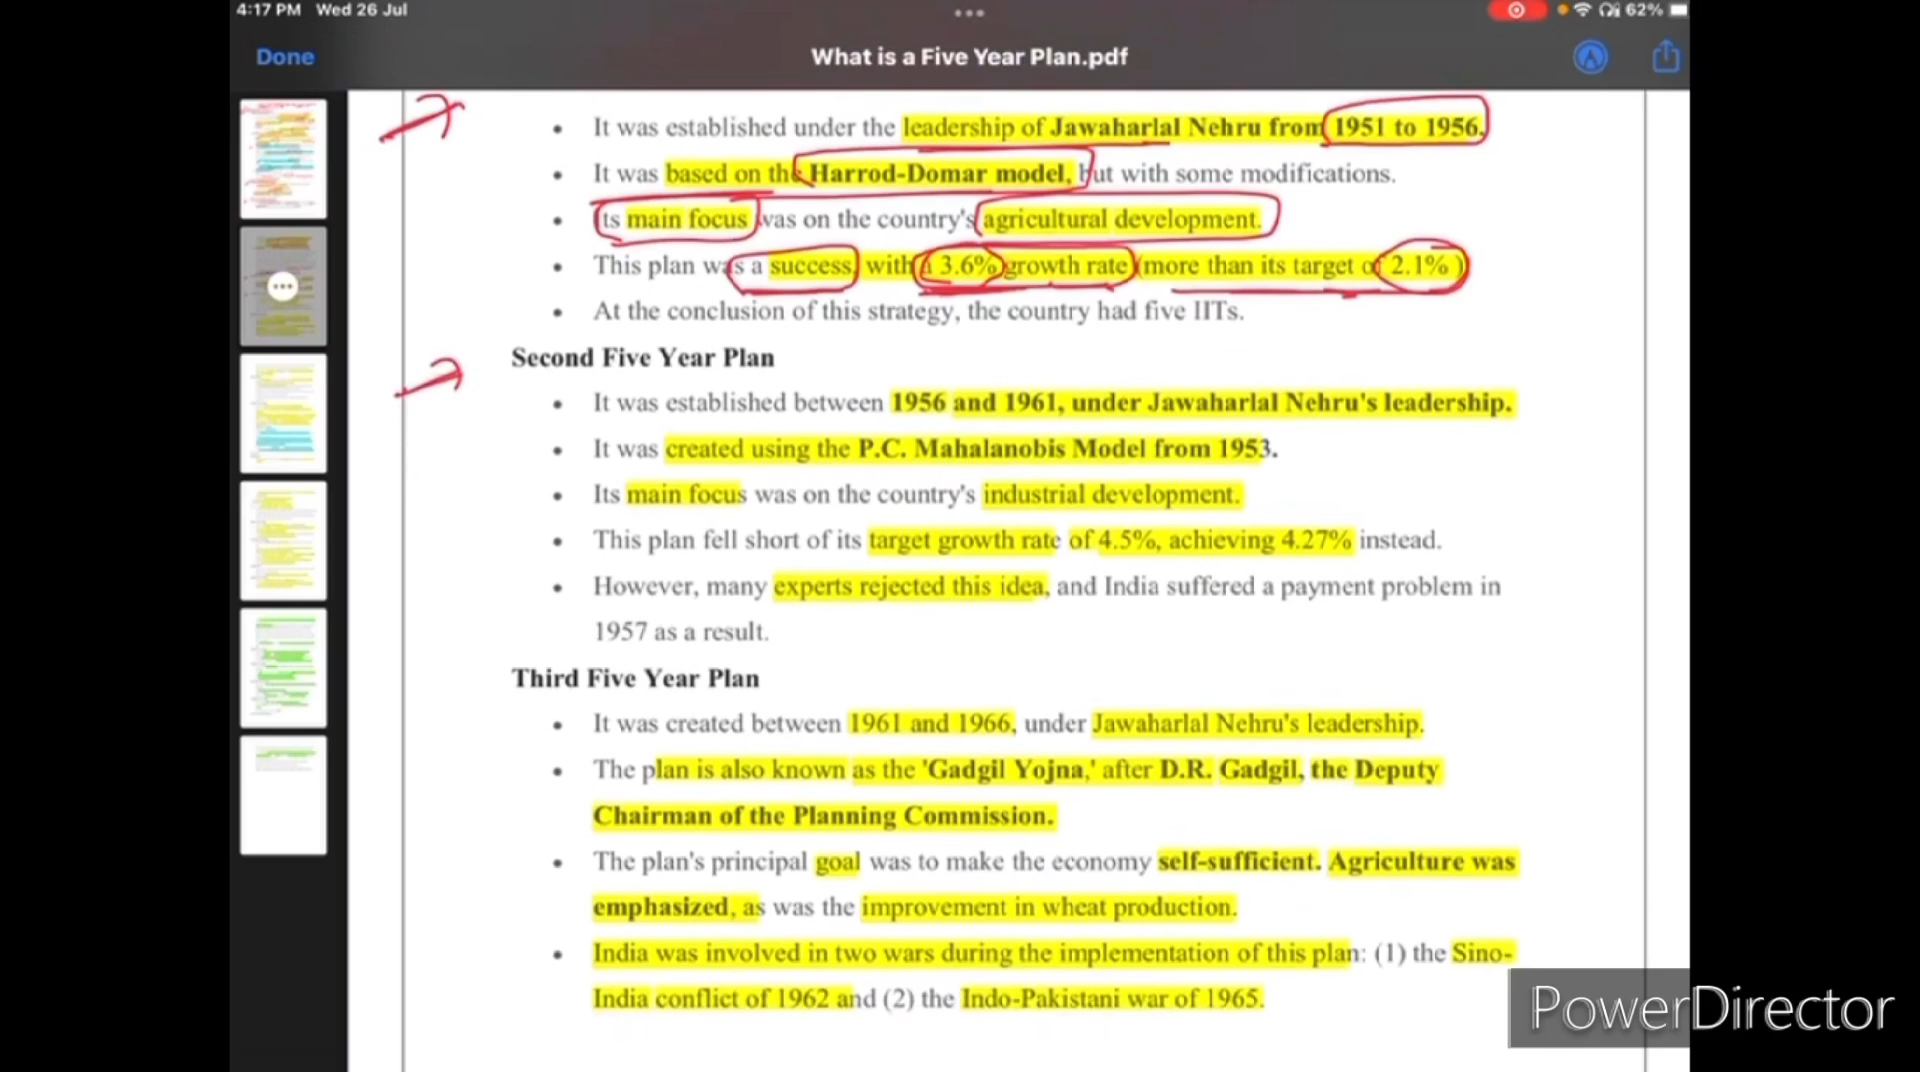 4:17 PM Wed 26 Jul
62%
Done
What is a Five Year Plan.pdf
• It was established under the leadership of Jawaharlal Nehru from 1951 to 1956.
• It was based on the Harrod-Domar model, but with some modifications.
• Its main focus was on the country's agricultural development.
• This plan was a success, with a 3.6% growth rate (more than its target of 2.1% )
• At the conclusion of this strategy, the country had five IITs.
Second Five Year Plan
• It was established between 1956 and 1961, under Jawaharlal Nehru's leadership.
• It was created using the P.C. Mahalanobis Model from 1953.
• Its main focus was on the country's industrial development.
• This plan fell short of its target growth rate of 4.5%, achieving 4.27% instead.
• However, many experts rejected this idea, and India suffered a payment problem in
1957 as a result.
Third Five Year Plan
• It was created between 1961 and 1966, under Jawaharlal Nehru's leadership.
• The plan is also known as the 'Gadgil Yojna,' after D.R. Gadgil, the Deputy
Chairman of the Planning Commission.
• The plan's principal goal was to make the economy self-sufficient. Agriculture was
emphasized, as was the improvement in wheat production.
• India was involved in two wars during the implementation of this plan: (1) the Sino-
India conflict of 1962 and (2) the Indo-Pakistani war of 1965.
PowerDirector